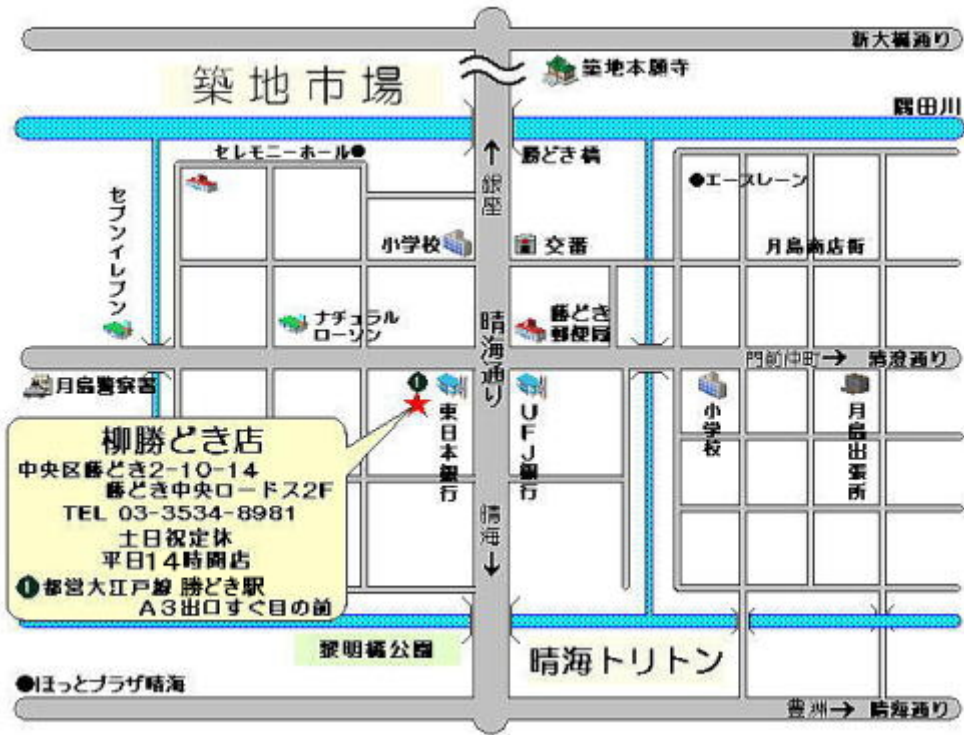 新大橋通り
築地本願寺
築地市場
隅田川
セレモニーホール
勝どき橋
エースレーン
↑
銀座
セブンイレブン
小学校
交番
月島商店街
ナチュラル
ローソン
晴海通り
藤どき
郵便局
門前仲町→ 清澄通り
月島警察署
東日本銀行
UFJ銀行
小学校
月島出張所
柳勝どき店
中央区藤どき2-10-14
藤どき中央ロードス2F
TEL 03-3534-8981
土日祝定休
平日14時開店
都営大江戸線 勝どき駅
A3出口すぐ目の前
晴海
↓
黎明橋公園
晴海トリトン
ほっとプラザ晴海
豊洲→ 晴海通り